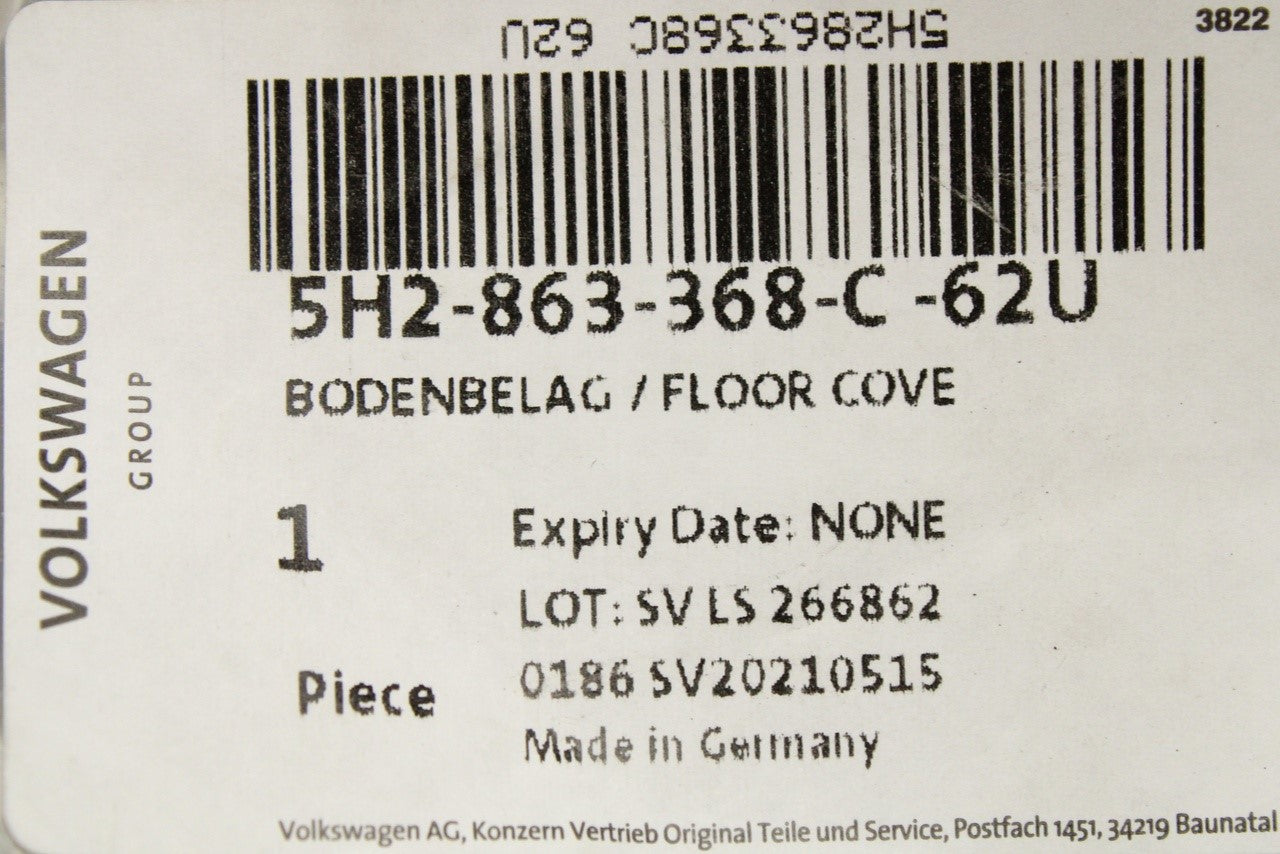 5H2863368C 62U
3822
5H2-863-368-C -62U
BODENBELAG / FLOOR COVE
VOLKSWAGEN
GROUP
1
Expiry Date: NONE
LOT: SV LS 266862
Piece
0186 SV20210515
Made in Germany
Volkswagen AG, Konzern Vertrieb Original Teile und Service, Postfach 1451, 34219 Baunatal